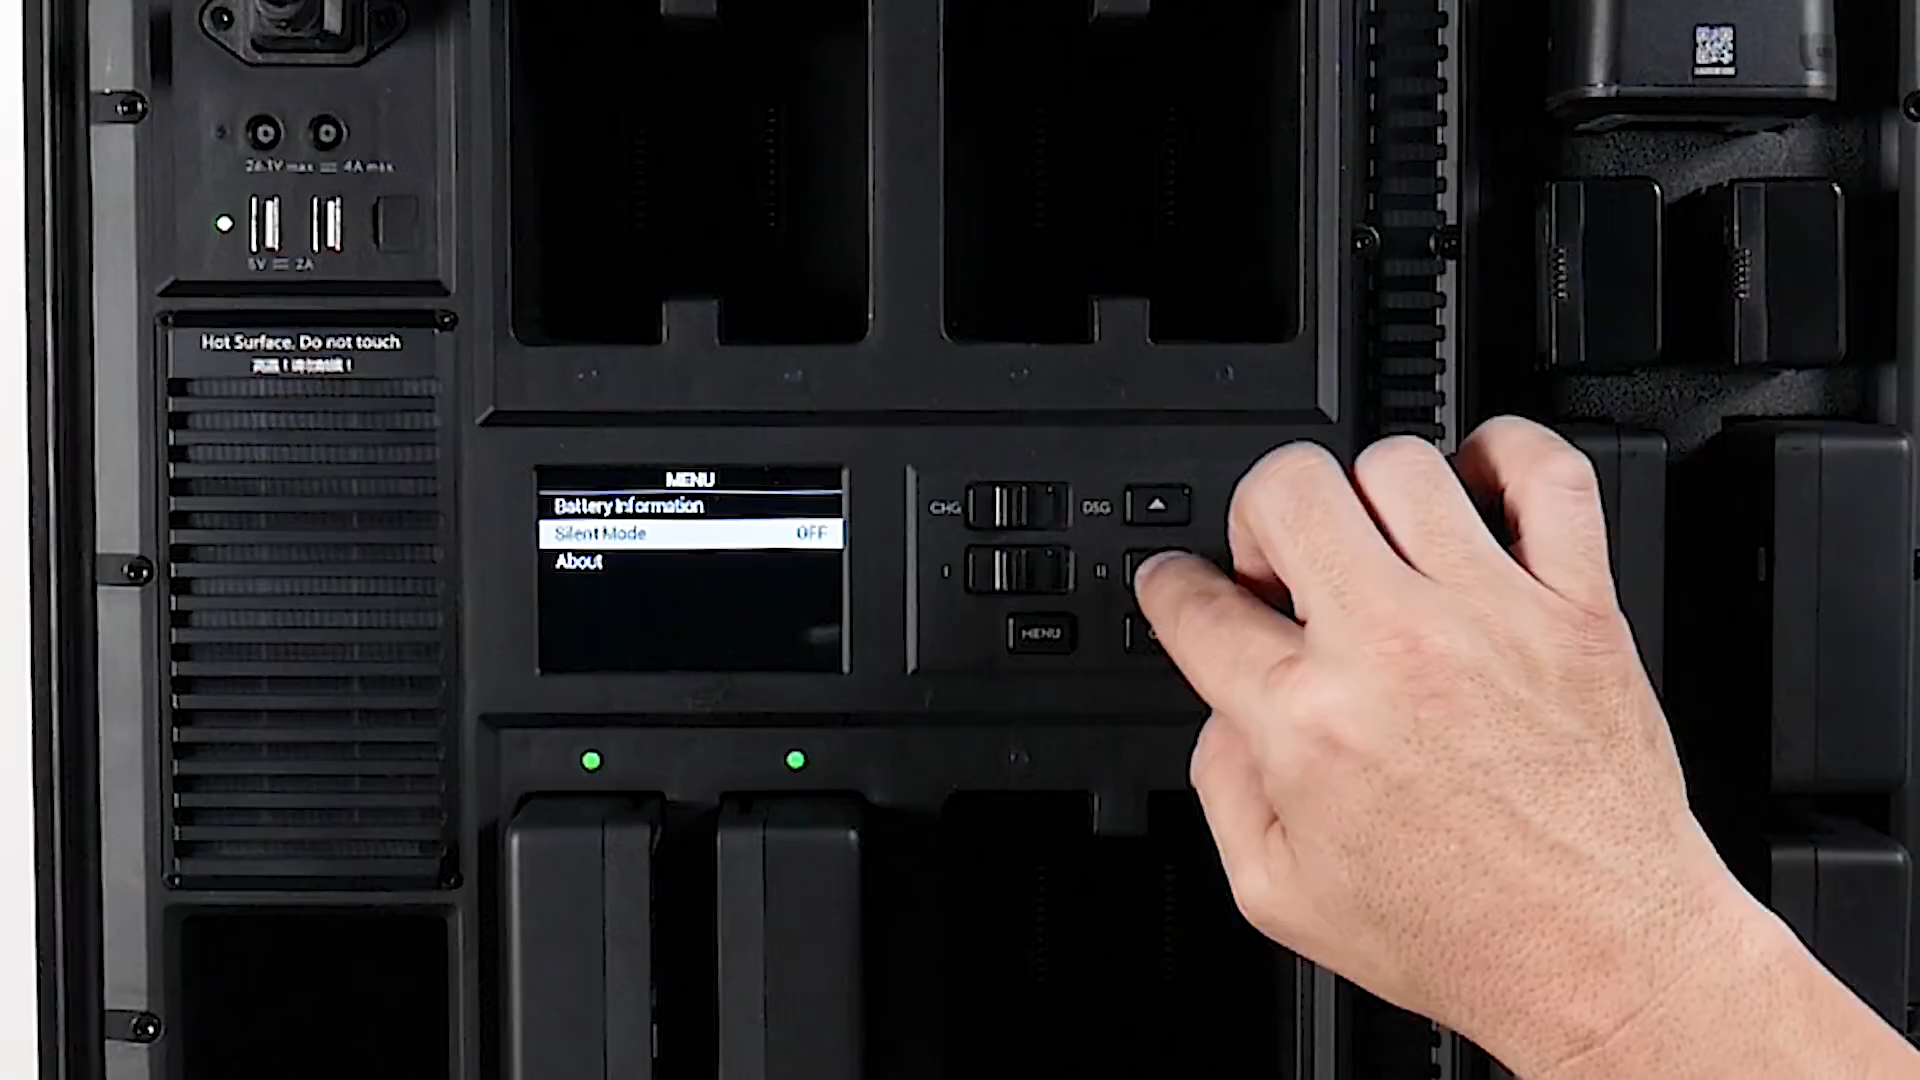 26.1V max ⎓ 4A max
5V ⎓ 2A
Hot Surface. Do not touch
MENU
Battery Information
Silent Mode OFF
About
CHG DSG
I II
MENU